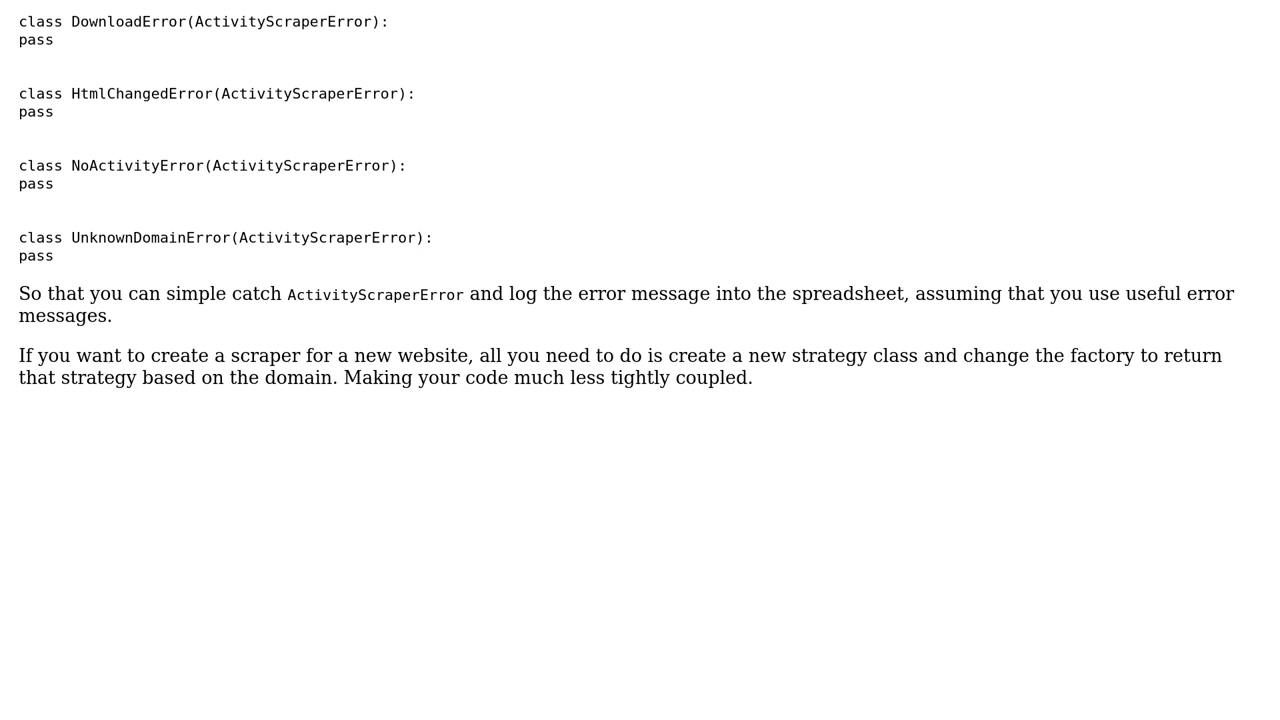 class DownloadError(ActivityScraperError):
pass
class HtmlChangedError(ActivityScraperError):
pass
class NoActivityError(ActivityScraperError):
pass
class UnknownDomainError(ActivityScraperError):
pass
So that you can simple catch ActivityScraperError and log the error message into the spreadsheet, assuming that you use useful error
messages.
If you want to create a scraper for a new website, all you need to do is create a new strategy class and change the factory to return
that strategy based on the domain. Making your code much less tightly coupled.